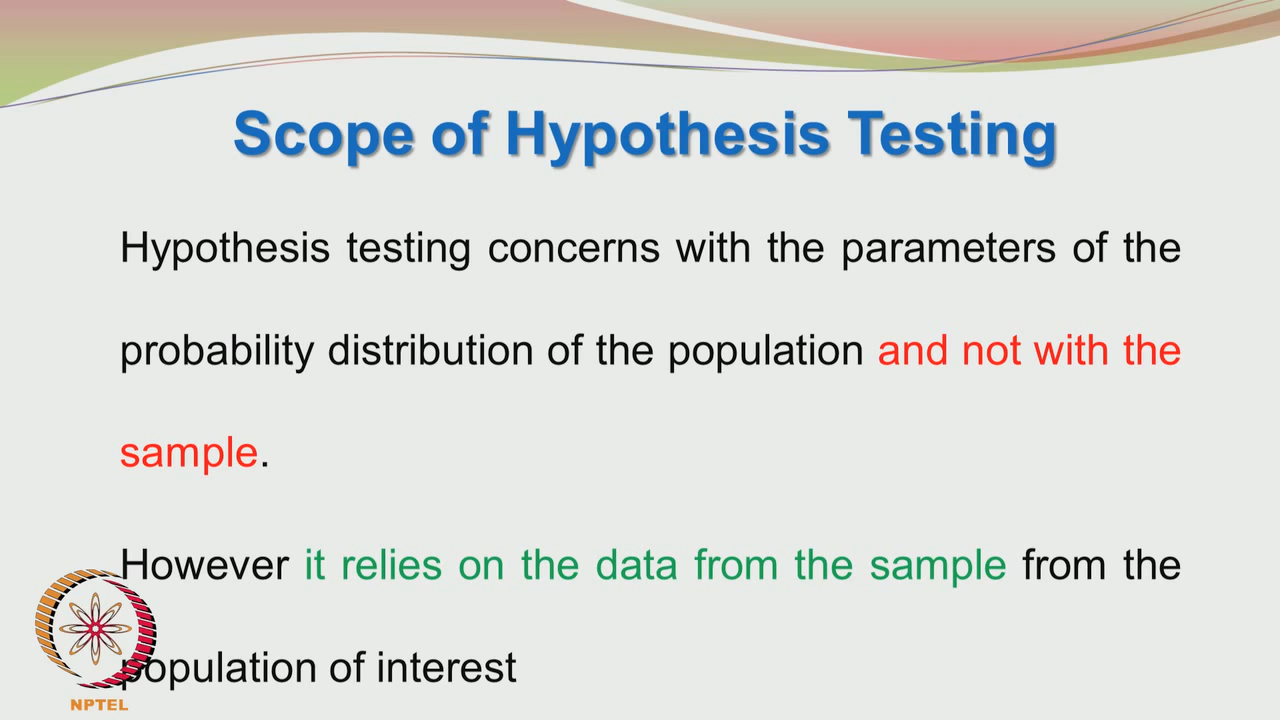 Scope of Hypothesis Testing
Hypothesis testing concerns with the parameters of the
probability distribution of the population and not with the
sample.
However it relies on the data from the sample from the
population of interest
NPTEL